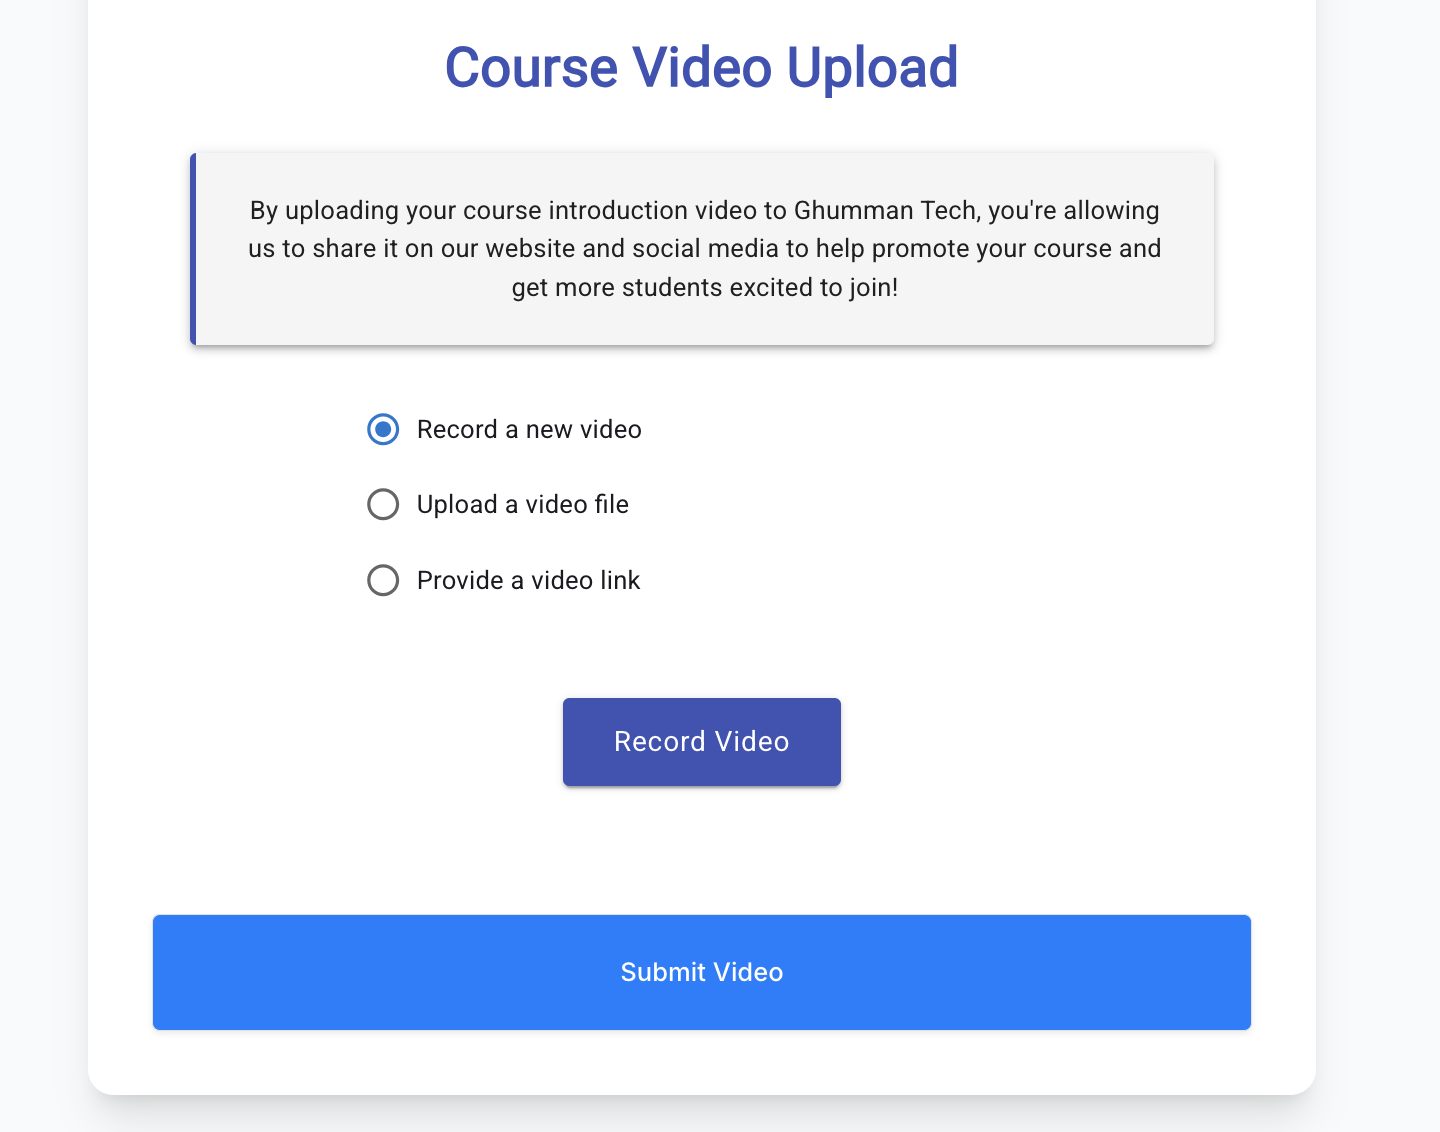 Course Video Upload
By uploading your course introduction video to Ghumman Tech, you're allowing
us to share it on our website and social media to help promote your course and
get more students excited to join!
Record a new video
Upload a video file
Provide a video link
Record Video
Submit Video